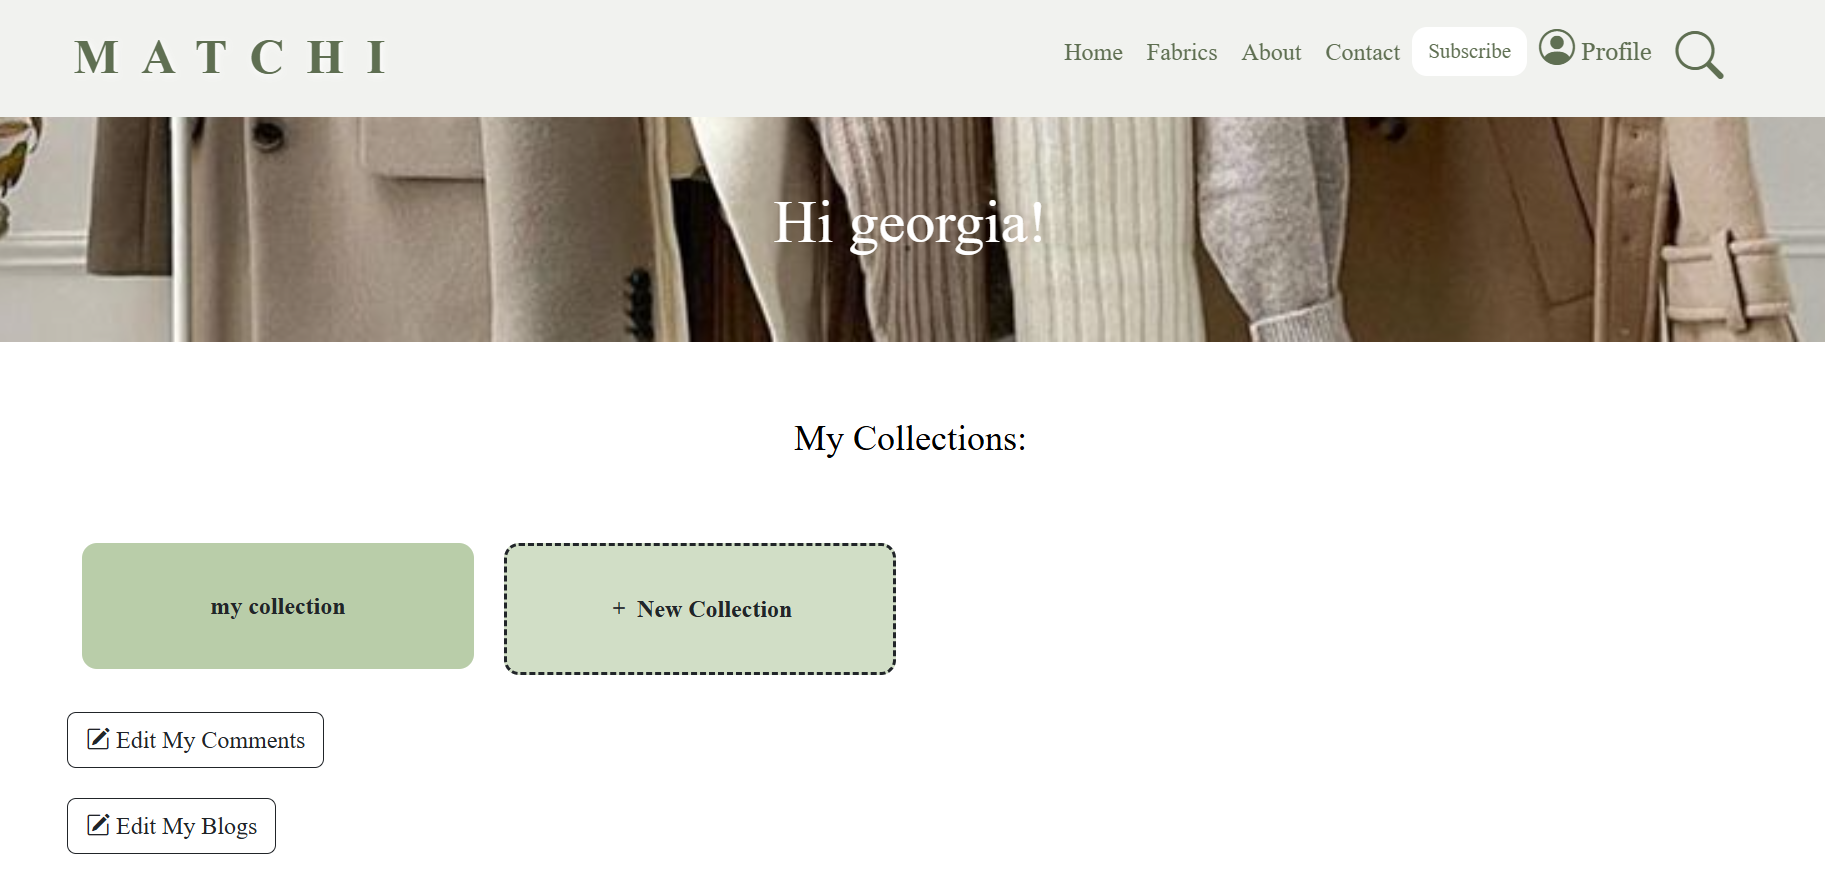 M A T C H I
Home Fabrics About Contact Subscribe Profile
Hi georgia!
My Collections:
my collection
+ New Collection
Edit My Comments
Edit My Blogs